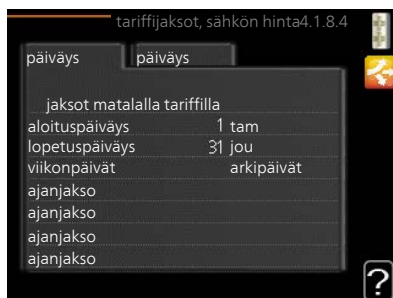 tariffijaksot, sähkön hinta4.1.8.4
päiväys päiväys
jaksot matalalla tariffilla
aloituspäiväys 1 tam
lopetuspäiväys 31 jou
viikonpäivät arkipäivät
ajanjakso
ajanjakso
ajanjakso
ajanjakso
?